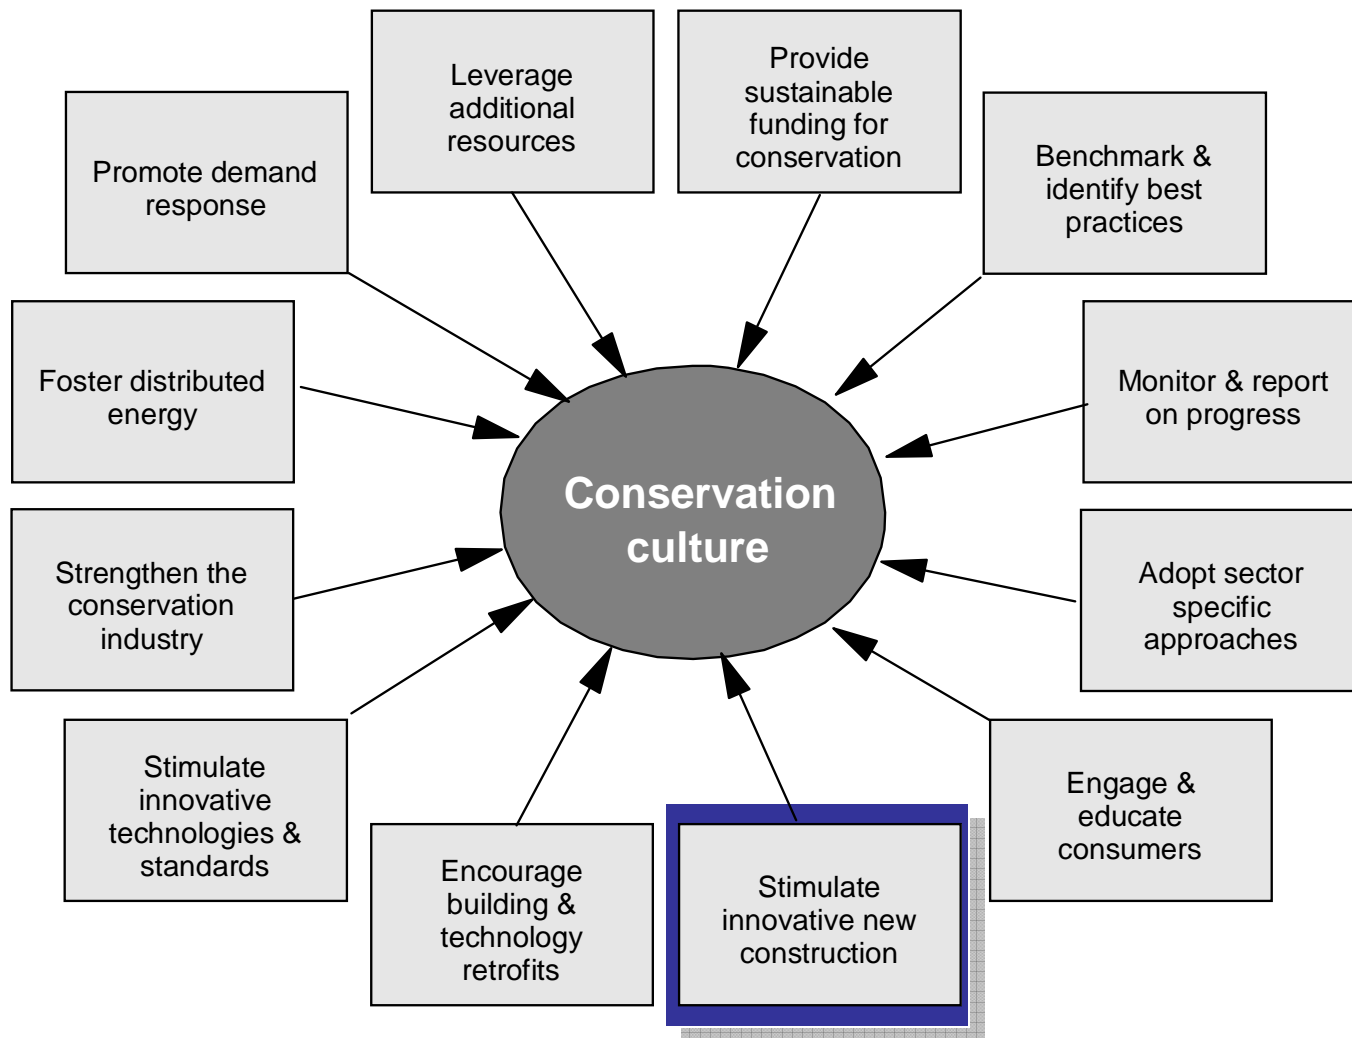 Leverage
additional
resources
Provide
sustainable
funding for
conservation
Promote demand
response
Benchmark &
identify best
practices
Foster distributed
energy
Monitor & report
on progress
Conservation
culture
Strengthen the
conservation
industry
Adopt sector
specific
approaches
Stimulate
innovative
technologies &
standards
Engage &
educate
consumers
Encourage
building &
technology
retrofits
Stimulate
innovative new
construction